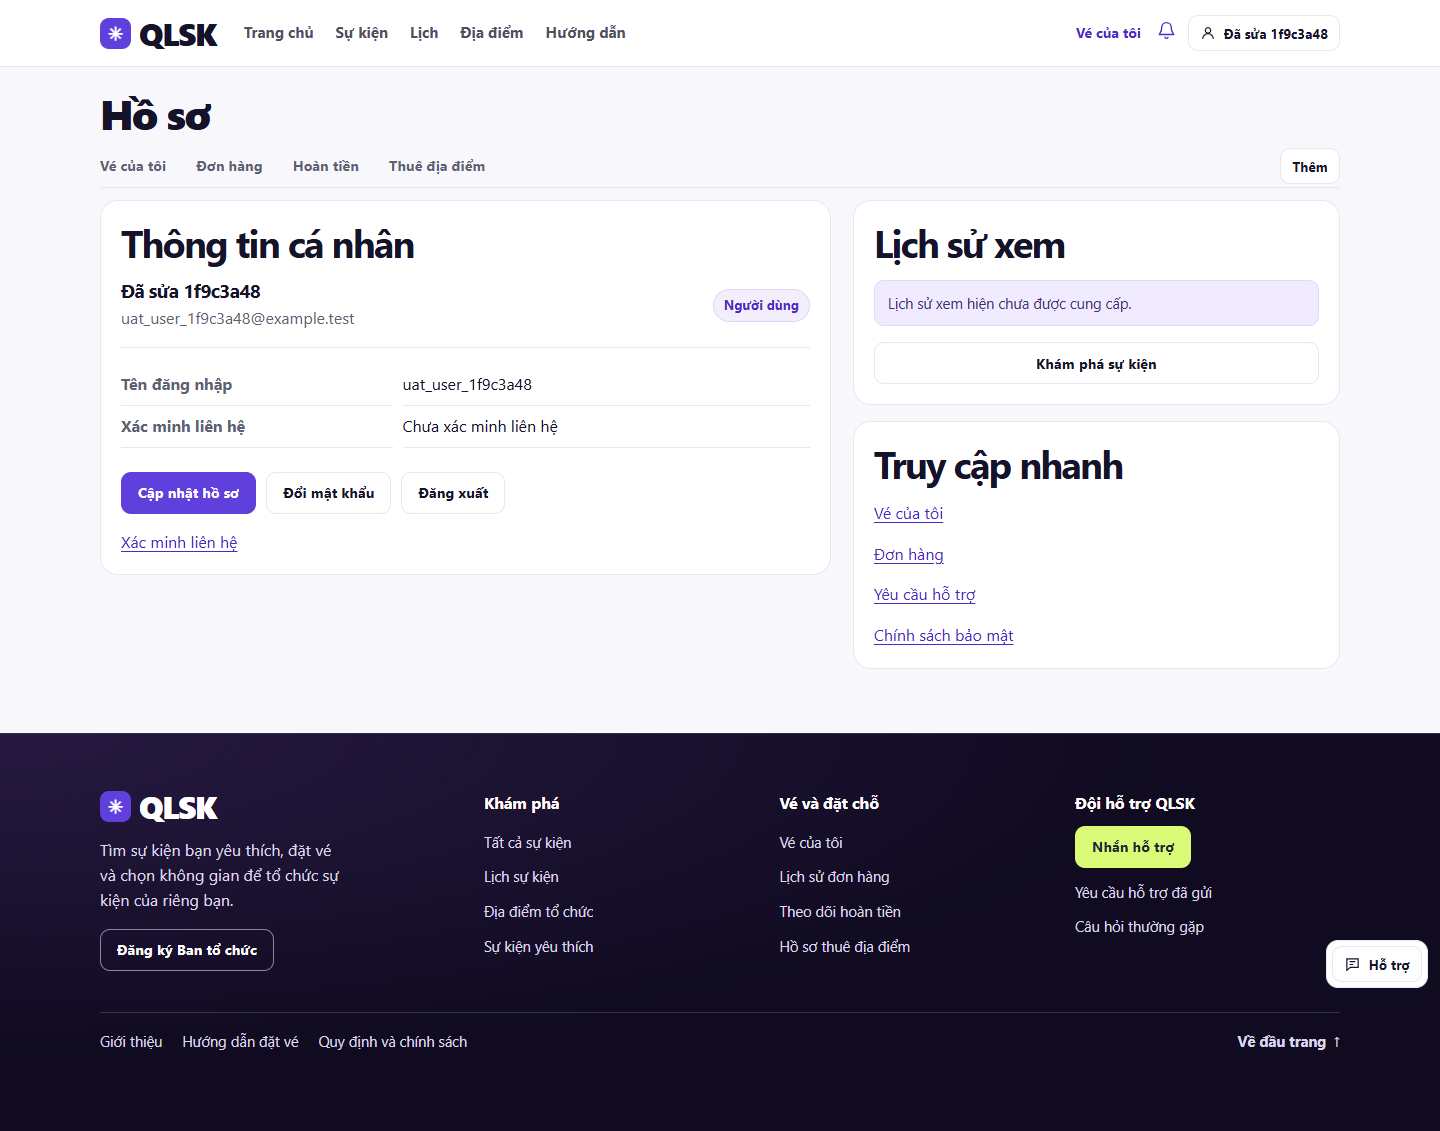 QLSK
Trang chủ
Sự kiện
Lịch
Địa điểm
Hướng dẫn
Vé của tôi
Đã sửa 1f9c3a48
Hồ sơ
Vé của tôi
Đơn hàng
Hoàn tiền
Thuê địa điểm
Thêm
Thông tin cá nhân
Đã sửa 1f9c3a48
uat_user_1f9c3a48@example.test
Người dùng
Tên đăng nhập
uat_user_1f9c3a48
Xác minh liên hệ
Chưa xác minh liên hệ
Cập nhật hồ sơ
Đổi mật khẩu
Đăng xuất
Xác minh liên hệ
Lịch sử xem
Lịch sử xem hiện chưa được cung cấp.
Khám phá sự kiện
Truy cập nhanh
Vé của tôi
Đơn hàng
Yêu cầu hỗ trợ
Chính sách bảo mật
QLSK
Tìm sự kiện bạn yêu thích, đặt vé
và chọn không gian để tổ chức sự
kiện của riêng bạn.
Đăng ký Ban tổ chức
Khám phá
Tất cả sự kiện
Lịch sự kiện
Địa điểm tổ chức
Sự kiện yêu thích
Vé và đặt chỗ
Vé của tôi
Lịch sử đơn hàng
Theo dõi hoàn tiền
Hồ sơ thuê địa điểm
Đội hỗ trợ QLSK
Nhắn hỗ trợ
Yêu cầu hỗ trợ đã gửi
Câu hỏi thường gặp
Hỗ trợ
Giới thiệu
Hướng dẫn đặt vé
Quy định và chính sách
Về đầu trang ↑